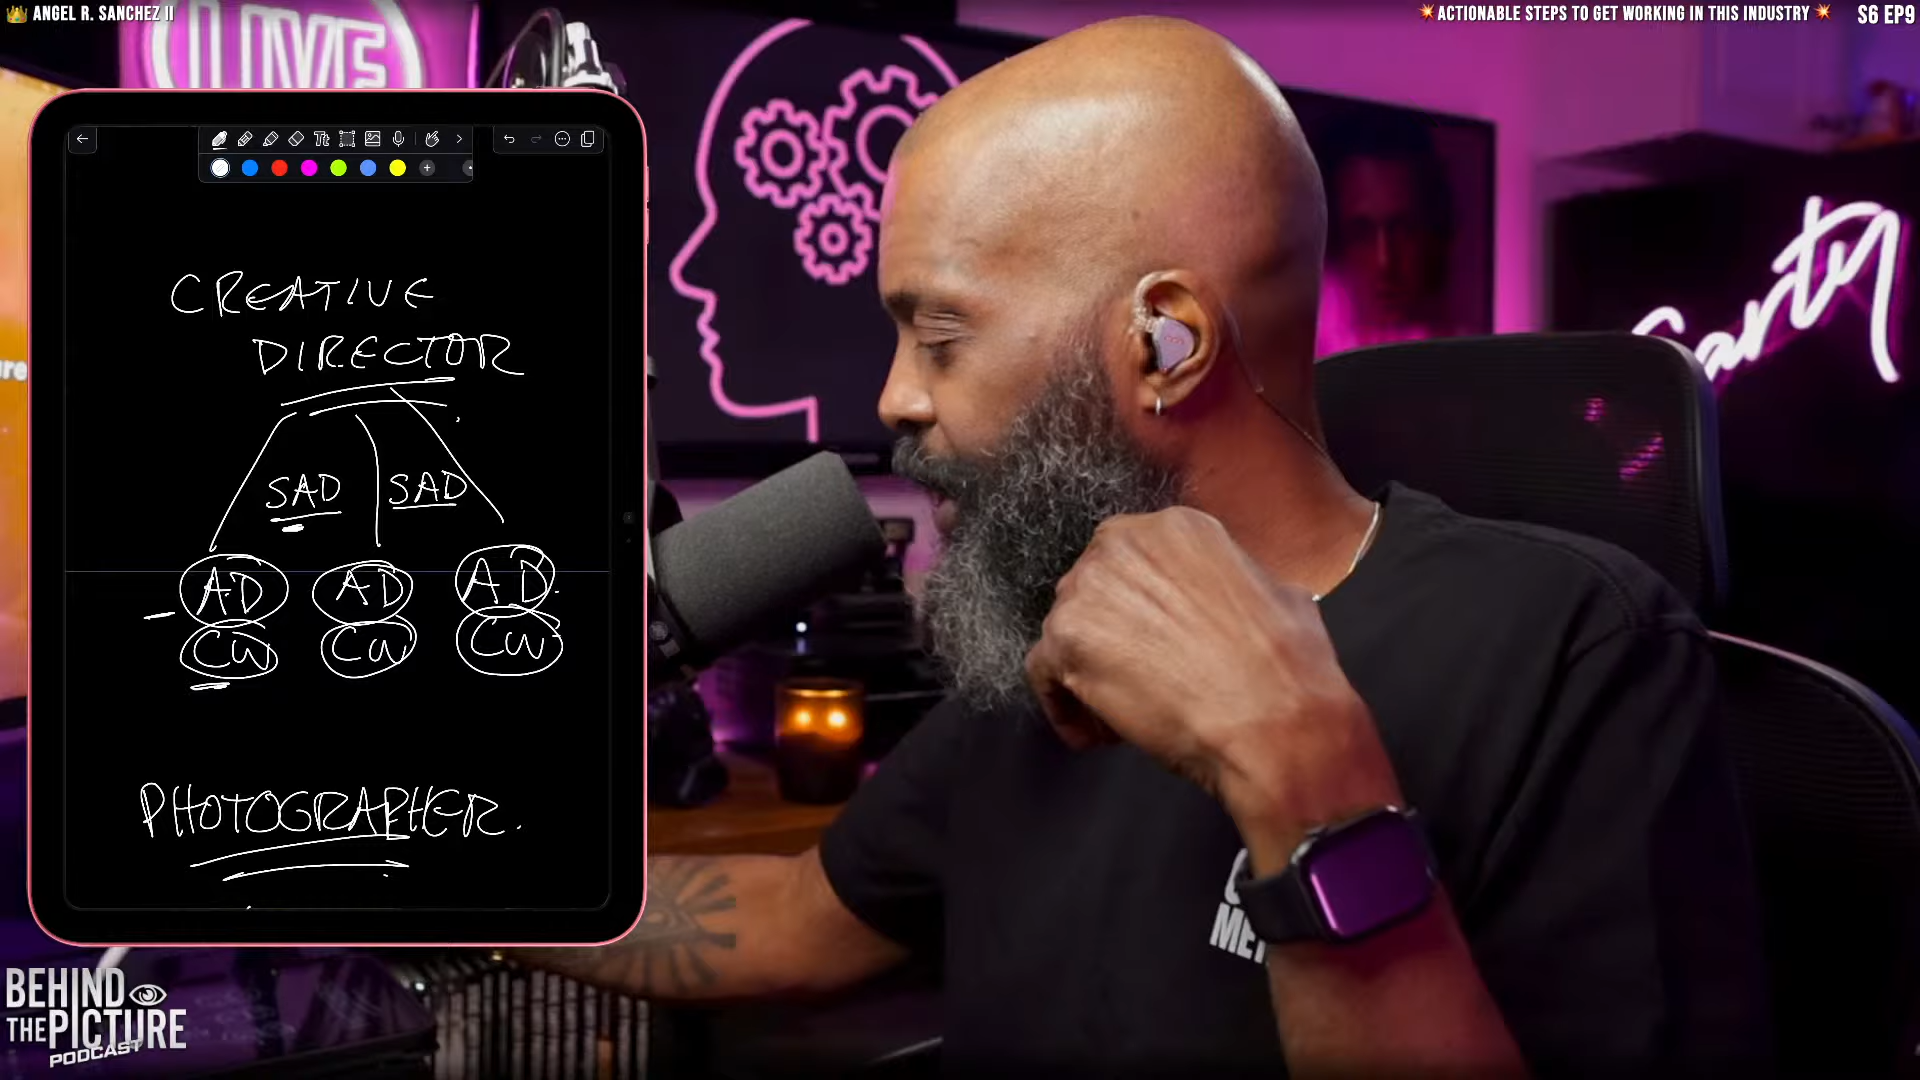 👑 ANGEL R. SANCHEZ II
💥ACTIONABLE STEPS TO GET WORKING IN THIS INDUSTRY💥
S6 EP9
LIVE
CREATIVE
DIRECTOR
SAD SAD
AD AD AD
CW CW CW
PHOTOGRAPHER.
BEHIND
THE PICTURE
PODCAST